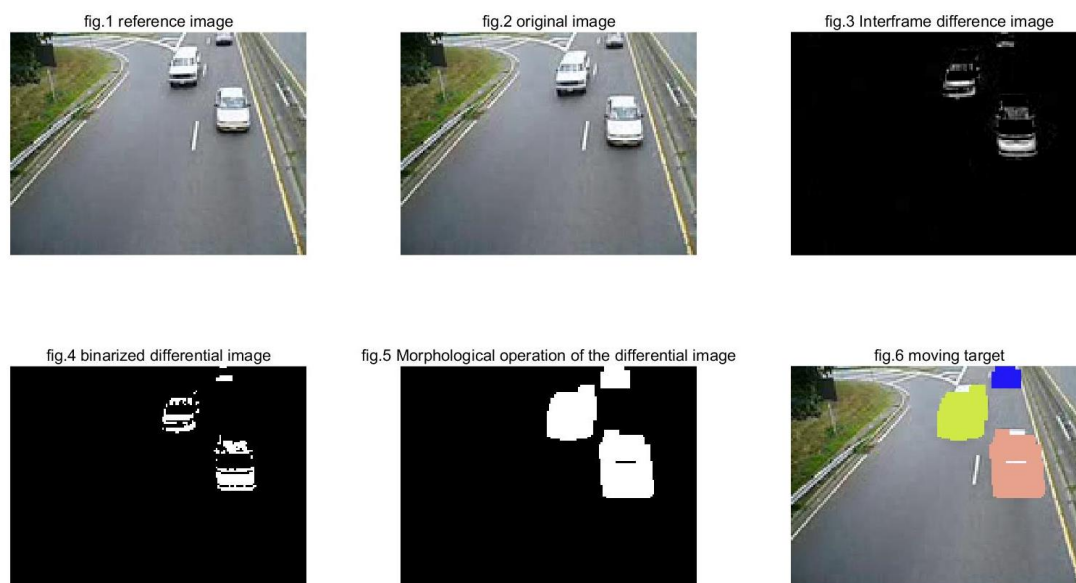 fig.1 reference image
fig.2 original image
fig.3 Interframe difference image
fig.4 binarized differential image
fig.5 Morphological operation of the differential image
fig.6 moving target